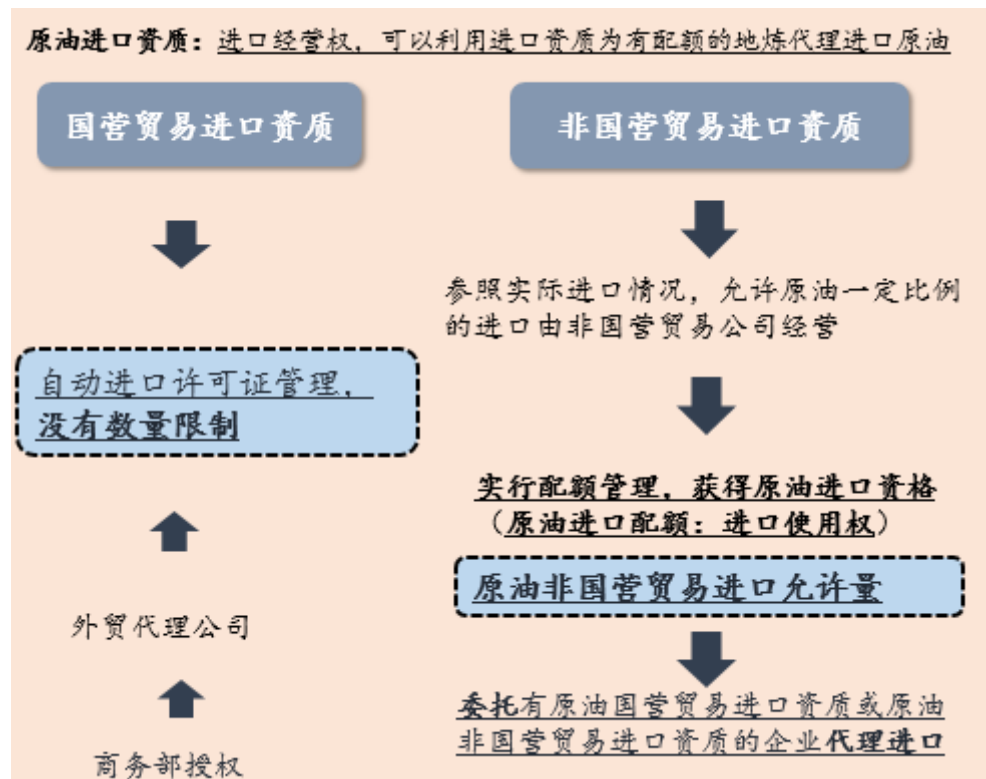 原油进口资质：进口经营权，可以利用进口资质为有配额的地炼代理进口原油
国营贸易进口资质
自动进口许可证管理，
没有数量限制
外贸代理公司
商务部授权
非国营贸易进口资质
参照实际进口情况，允许原油一定比例
的进口由非国营贸易公司经营
实行配额管理，获得原油进口资格
（原油进口配额：进口使用权）
原油非国营贸易进口允许量
委托有原油国营贸易进口资质或原油
非国营贸易进口资质的企业代理进口